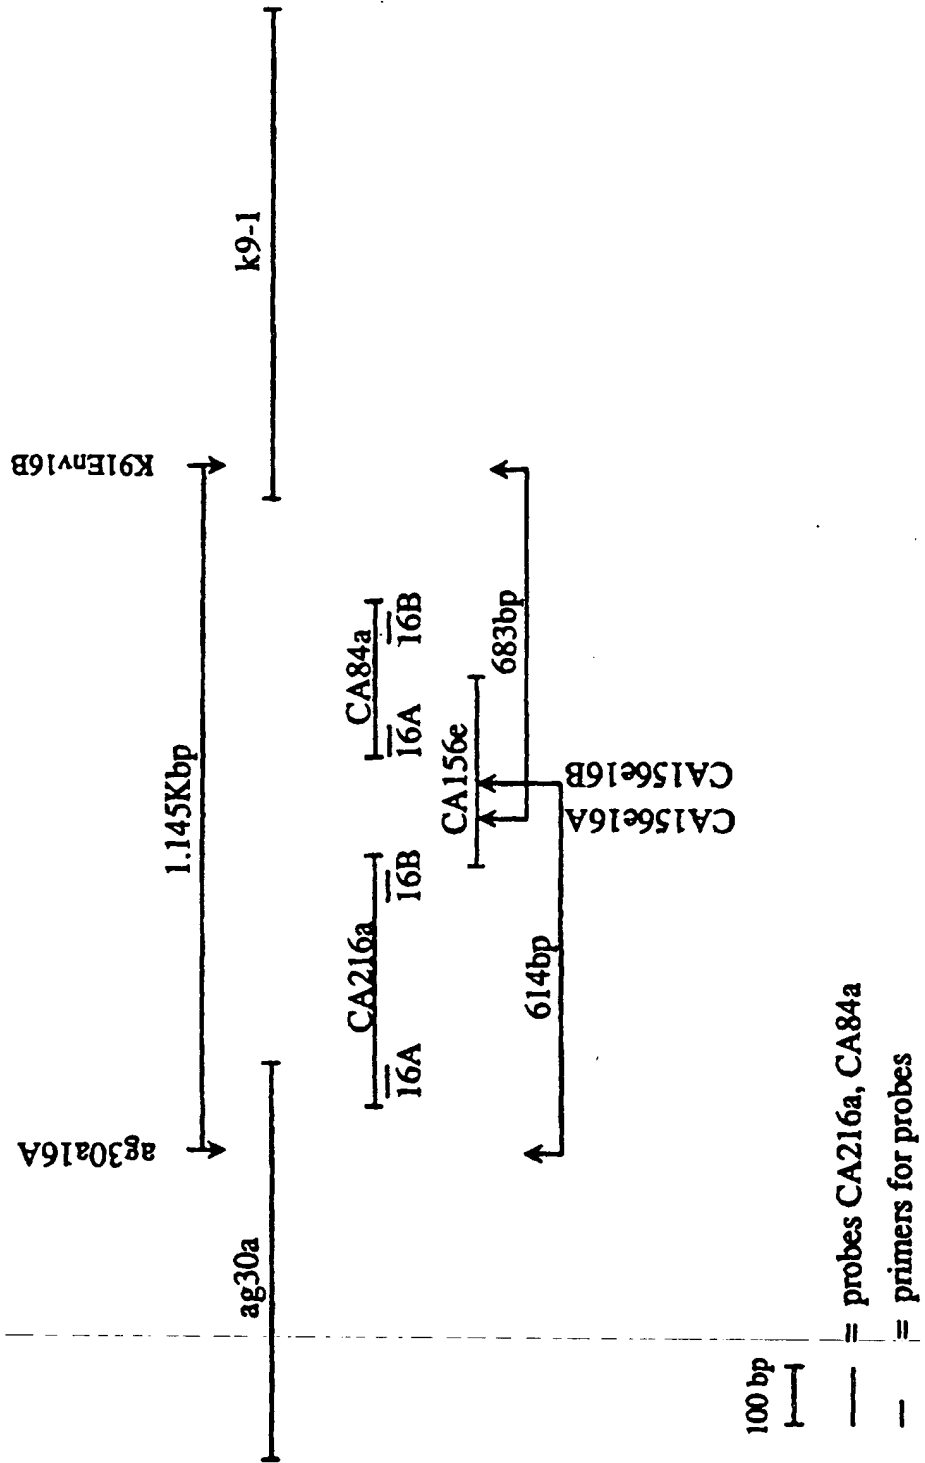 ag30a16A
K91Env16B
1.145Kbp
ag30a
k9-1
CA216a
CA84a
16A
16B
16A
16B
CA156e
683bp
614bp
CA156e16A
CA156e16B
100 bp
= probes CA216a, CA84a
= primers for probes